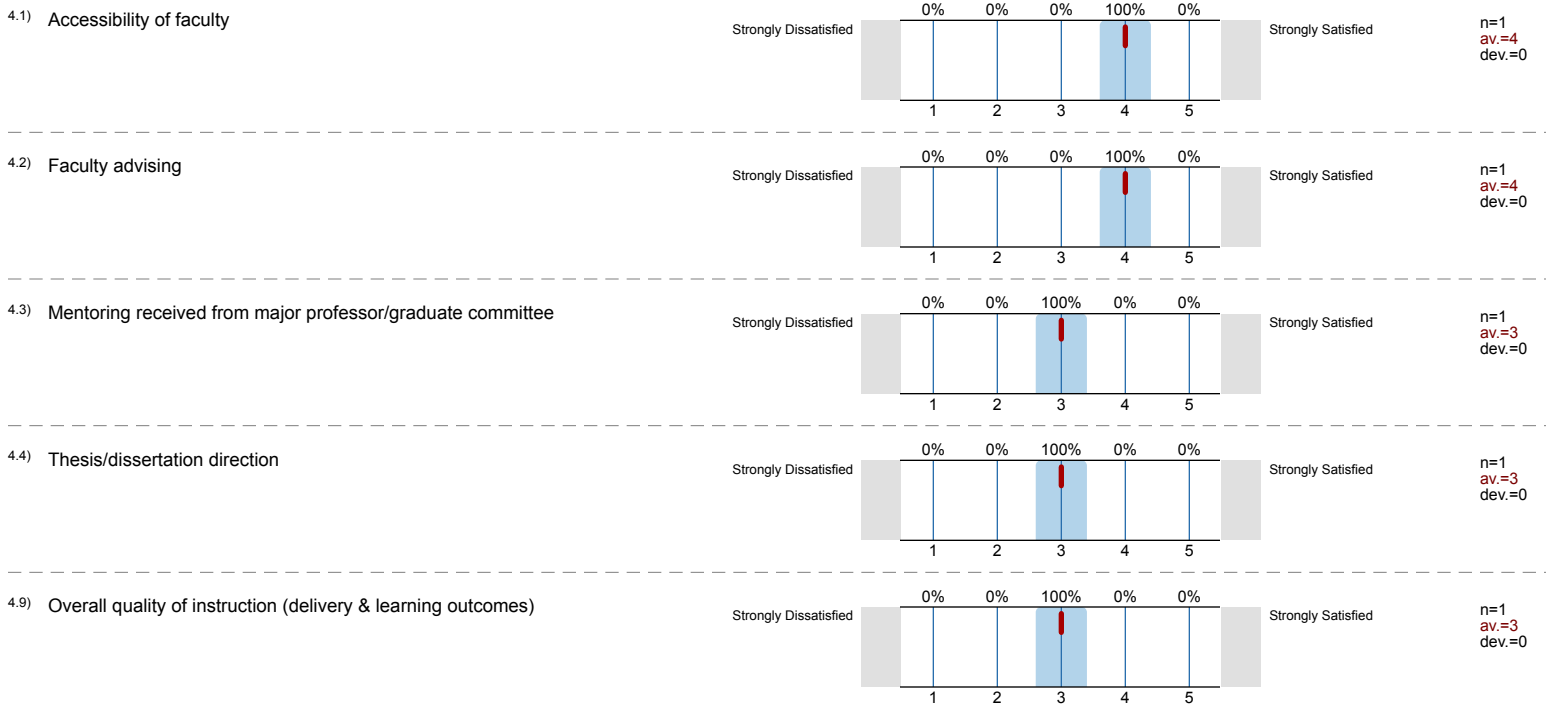 4.1) Accessibility of faculty
0% 0% 0% 100% 0%
Strongly Dissatisfied Strongly Satisfied
n=1
av.=4
dev.=0
1 2 3 4 5
4.2) Faculty advising
0% 0% 0% 100% 0%
Strongly Dissatisfied Strongly Satisfied
n=1
av.=4
dev.=0
1 2 3 4 5
4.3) Mentoring received from major professor/graduate committee
0% 0% 100% 0% 0%
Strongly Dissatisfied Strongly Satisfied
n=1
av.=3
dev.=0
1 2 3 4 5
4.4) Thesis/dissertation direction
0% 0% 100% 0% 0%
Strongly Dissatisfied Strongly Satisfied
n=1
av.=3
dev.=0
1 2 3 4 5
4.9) Overall quality of instruction (delivery & learning outcomes)
0% 0% 100% 0% 0%
Strongly Dissatisfied Strongly Satisfied
n=1
av.=3
dev.=0
1 2 3 4 5